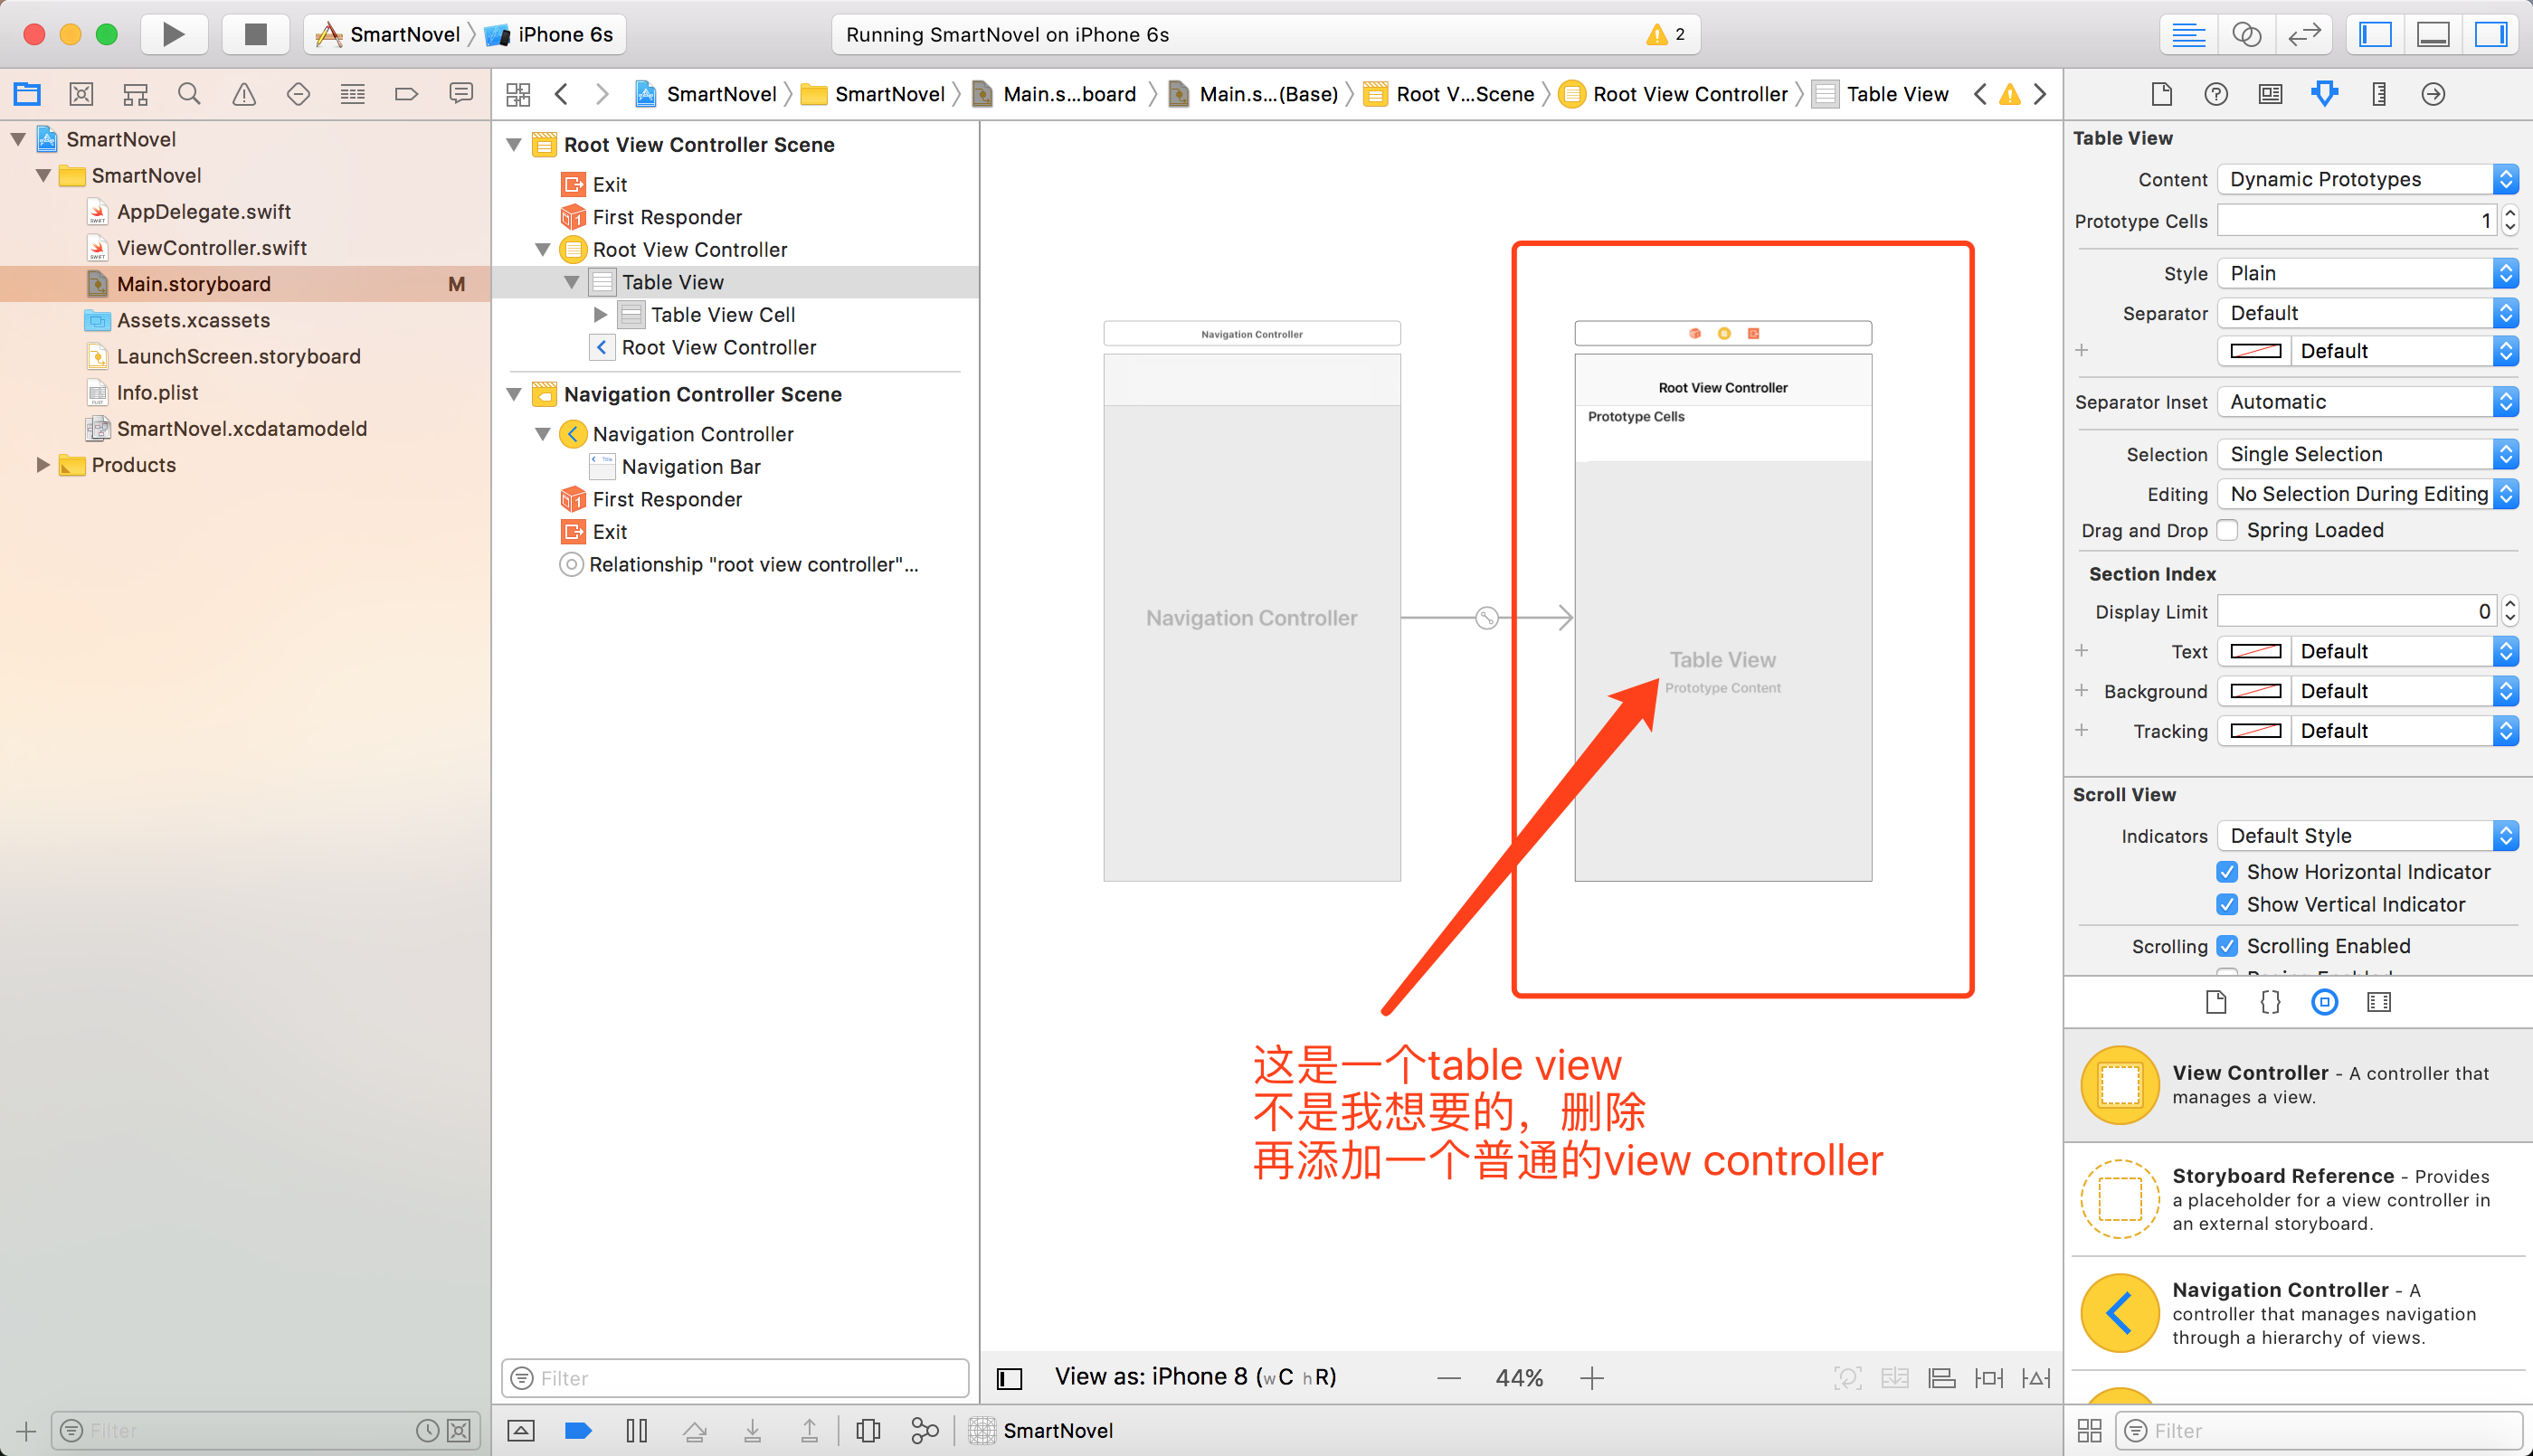 SmartNovel
iPhone 6s
Running SmartNovel on iPhone 6s
2
SmartNovel
SmartNovel
Main.s...board
Main.s...(Base)
Root V...Scene
Root View Controller
Table View
SmartNovel
SmartNovel
AppDelegate.swift
ViewController.swift
Main.storyboard
M
Assets.xcassets
LaunchScreen.storyboard
Info.plist
SmartNovel.xcdatamodeld
Products
Filter
Root View Controller Scene
Exit
First Responder
Root View Controller
Table View
Table View Cell
Root View Controller
Navigation Controller Scene
Navigation Controller
Navigation Bar
First Responder
Exit
Relationship "root view controller"...
Filter
Navigation Controller
Navigation Controller
Root View Controller
Prototype Cells
Table View
Prototype Content
这是一个table view
不是我想要的，删除
再添加一个普通的view controller
View as: iPhone 8 (wC hR)
44%
SmartNovel
Table View
Content Dynamic Prototypes
Prototype Cells 1
Style Plain
Separator Default
Default
Separator Inset Automatic
Selection Single Selection
Editing No Selection During Editing
Drag and Drop Spring Loaded
Section Index
Display Limit 0
Text Default
Background Default
Tracking Default
Scroll View
Indicators Default Style
Show Horizontal Indicator
Show Vertical Indicator
Scrolling Scrolling Enabled
View Controller - A controller that
manages a view.
Storyboard Reference - Provides
a placeholder for a view controller in
an external storyboard.
Navigation Controller - A
controller that manages navigation
through a hierarchy of views.
Filter